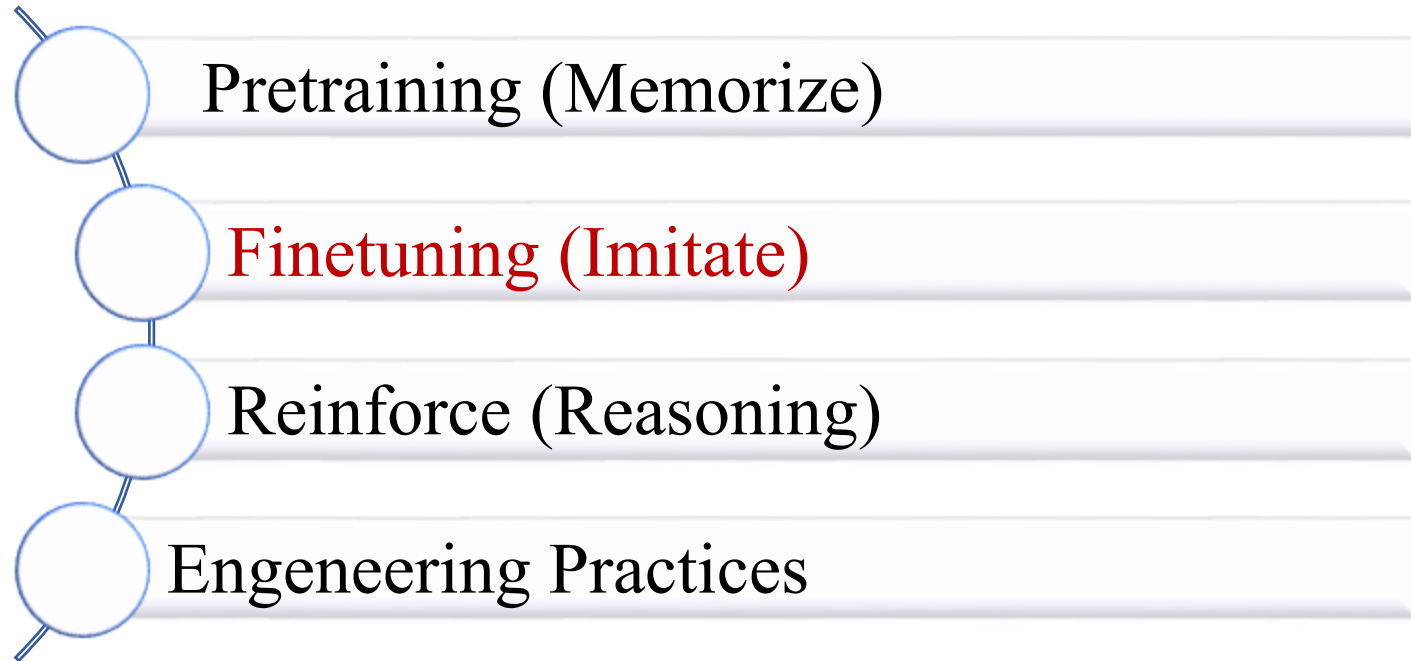 Pretraining (Memorize)
Finetuning (Imitate)
Reinforce (Reasoning)
Engeneering Practices